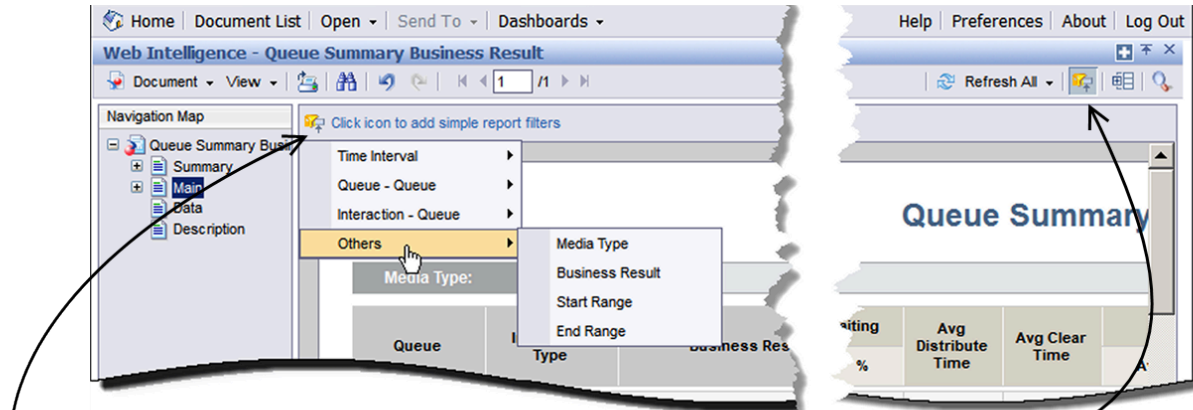 Home Document List Open Send To Dashboards Help Preferences About Log Out
Web Intelligence - Queue Summary Business Result
Document View 1 /1 Refresh All
Navigation Map
Click icon to add simple report filters
Queue Summary Busin
Summary
Main
Data
Description
Time Interval
Queue - Queue
Interaction - Queue
Others
Media Type
Business Result
Start Range
End Range
Queue Summary
Media Type:
Queue
Type
Business Res
aiting
%
Avg
Distribute
Time
Avg Clear
Time